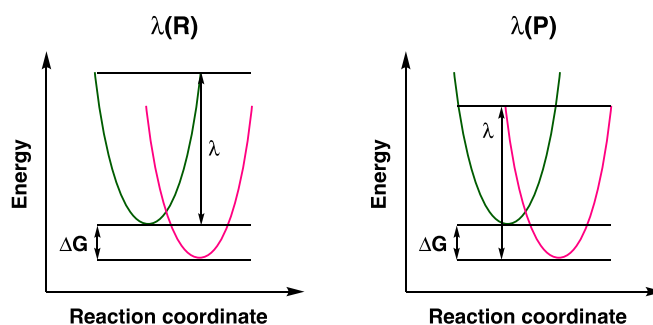 λ(R)
Energy
λ
ΔG
Reaction coordinate
λ(P)
Energy
λ
ΔG
Reaction coordinate